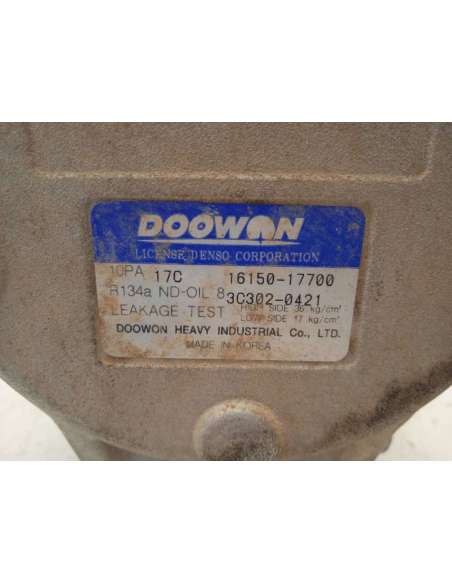 DOOWON
LICENSE DENSO CORPORATION
10PA 17C 16150-17700
R134a ND-OIL 8 3C302-0421
LEAKAGE TEST HIGH SIDE 36 kg/cm²
LOW SIDE 17 kg/cm²
DOOWON HEAVY INDUSTRIAL Co., LTD.
MADE IN KOREA